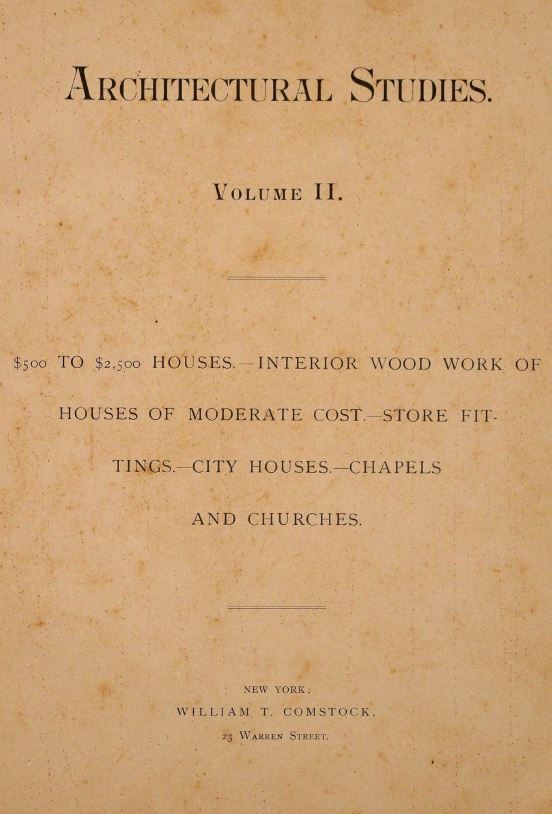 Architectural Studies.
Volume II.
$500 TO $2,500 HOUSES.—INTERIOR WOOD WORK OF
HOUSES OF MODERATE COST.—STORE FIT-
TINGS.—CITY HOUSES.—CHAPELS
AND CHURCHES.
NEW YORK:
WILLIAM T. COMSTOCK,
23 Warren Street.